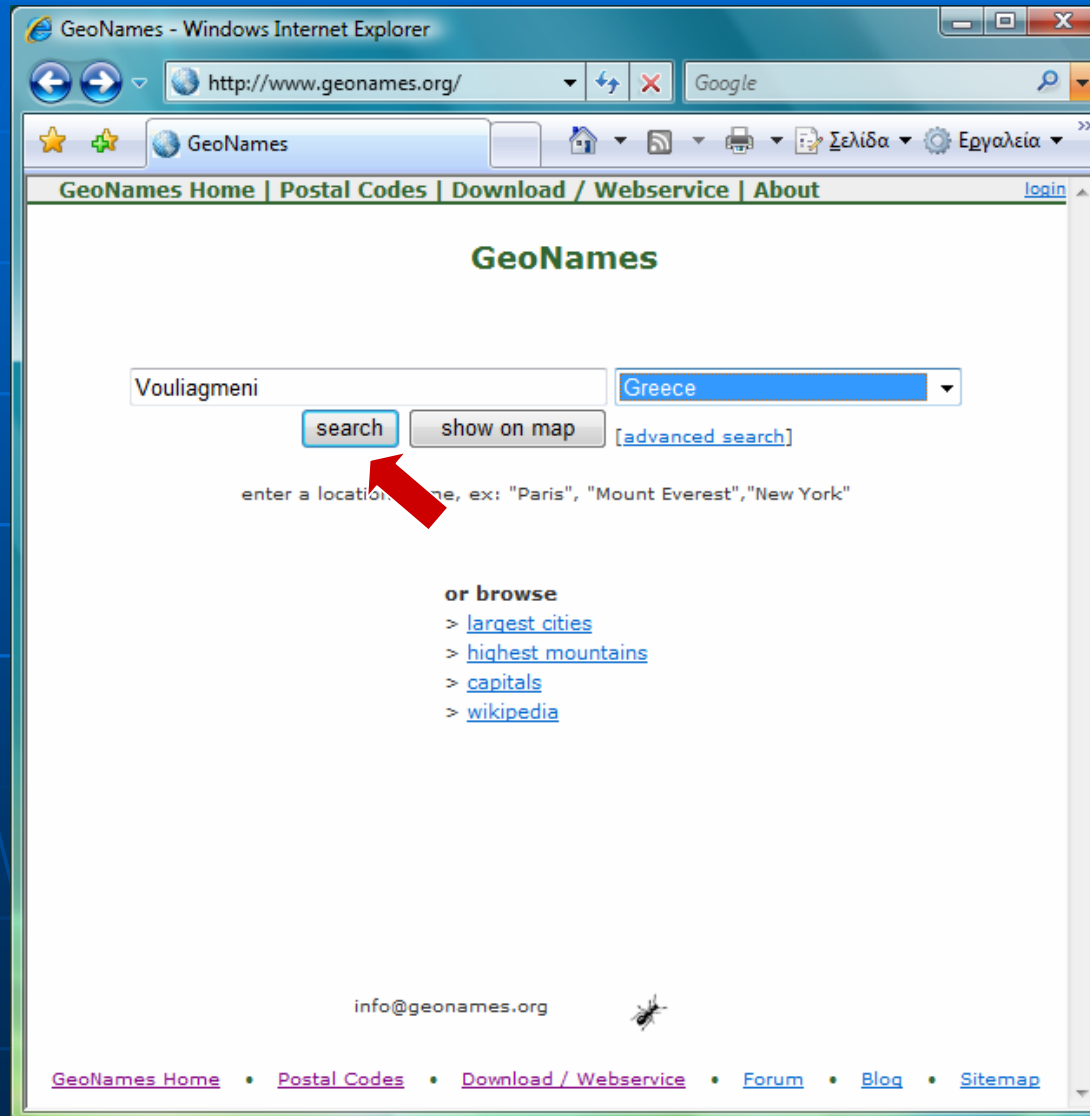 GeoNames - Windows Internet Explorer
http://www.geonames.org/ Google
GeoNames Σελίδα Εργαλεία
GeoNames Home | Postal Codes | Download / Webservice | About login
GeoNames
Vouliagmeni Greece
search show on map [advanced search]
enter a location, ex: "Paris", "Mount Everest","New York"
or browse
> largest cities
> highest mountains
> capitals
> wikipedia
info@geonames.org
GeoNames Home • Postal Codes • Download / Webservice • Forum • Blog • Sitemap